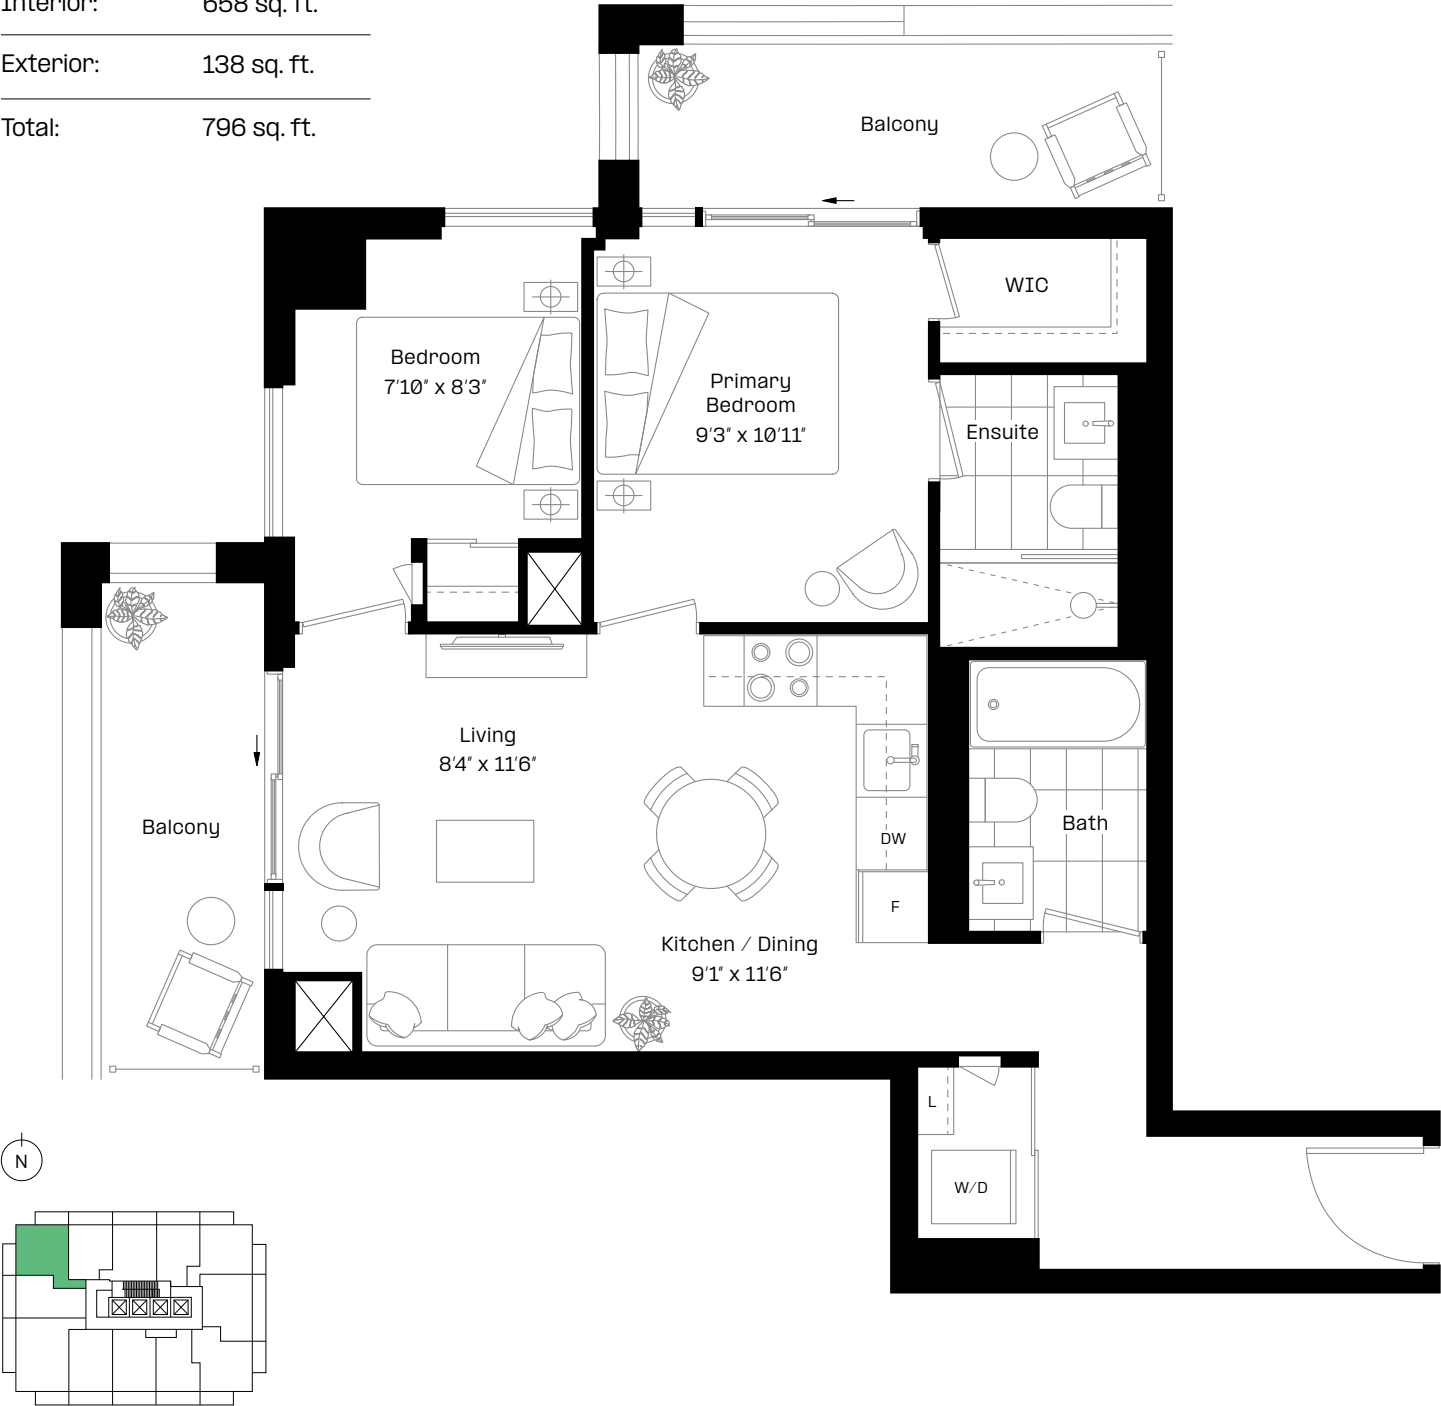 Interior: 658 sq. ft.
Exterior: 138 sq. ft.
Total: 796 sq. ft.
Balcony
WIC
Bedroom
7'10" x 8'3"
Primary
Bedroom
9'3" x 10'11"
Ensuite
Living
8'4" x 11'6"
Balcony
DW
Bath
F
Kitchen / Dining
9'1" x 11'6"
L
W/D
N